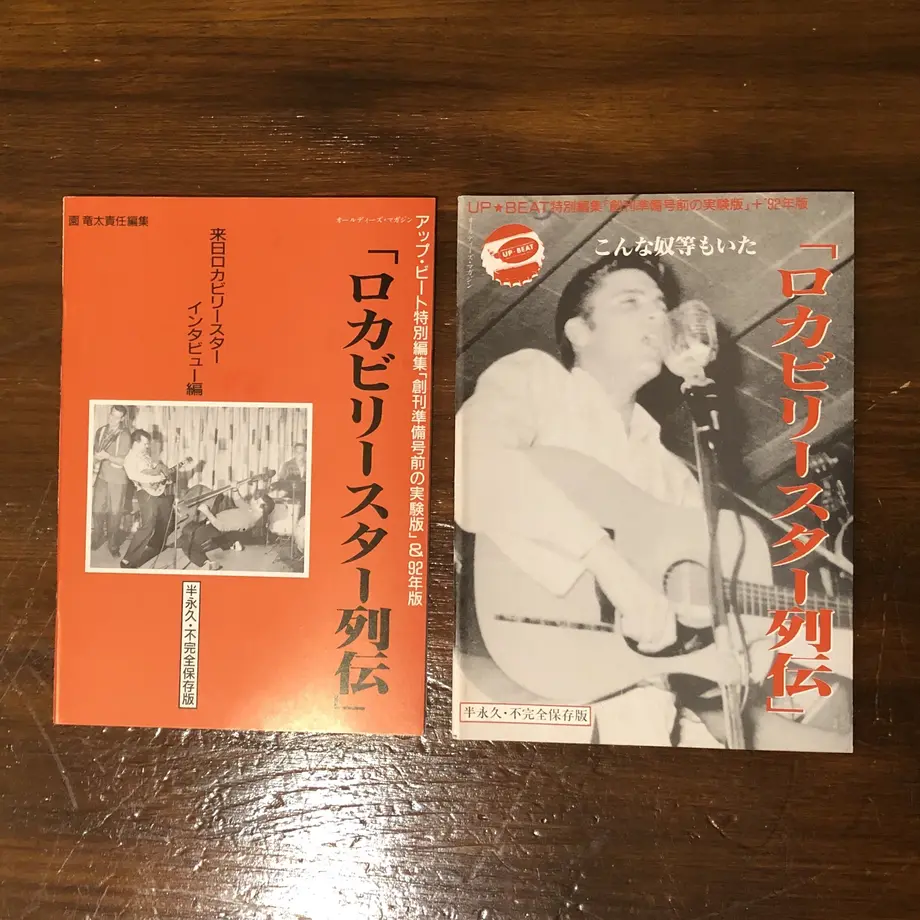 園 竜太責任編集
オールディーズ・マガジン
アップ・ビート特別編集「創刊準備号前の実験版」&92年版
「ロカビリースター列伝」
来日ロカビリースター
インタビュー編
半永久・不完全保存版
UP★BEAT特別編集「創刊準備号前の実験版」+'92年版
オールディーズ・マガジン
UP・BEAT
こんな奴等もいた
「ロカビリースター列伝」
半永久・不完全保存版